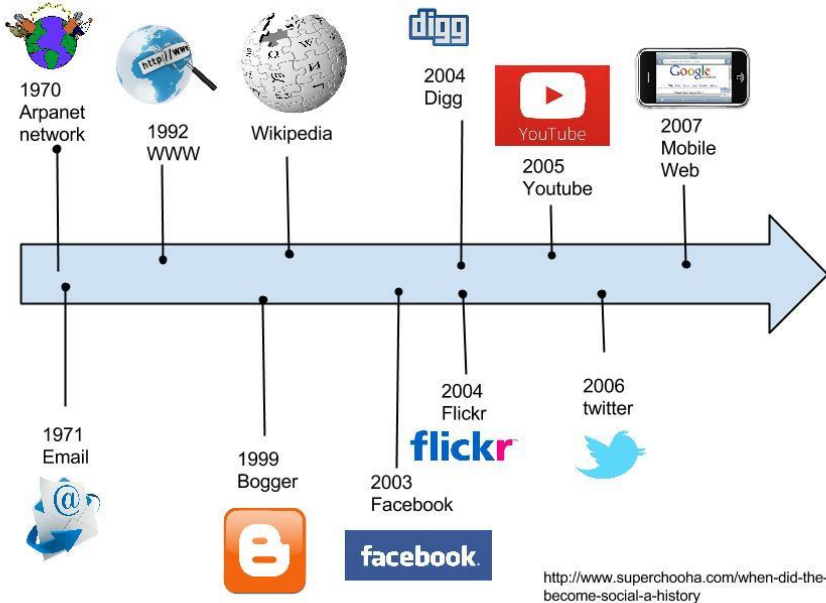 1970
Arpanet
network
http://www
1992
WWW
Wikipedia
digg
2004
Digg
YouTube
2005
Youtube
Google
2007
Mobile
Web
1971
Email
@
1999
Bogger
2003
Facebook
facebook.
2004
Flickr
flickr
2006
twitter
http://www.superchooha.com/when-did-the-
become-social-a-history